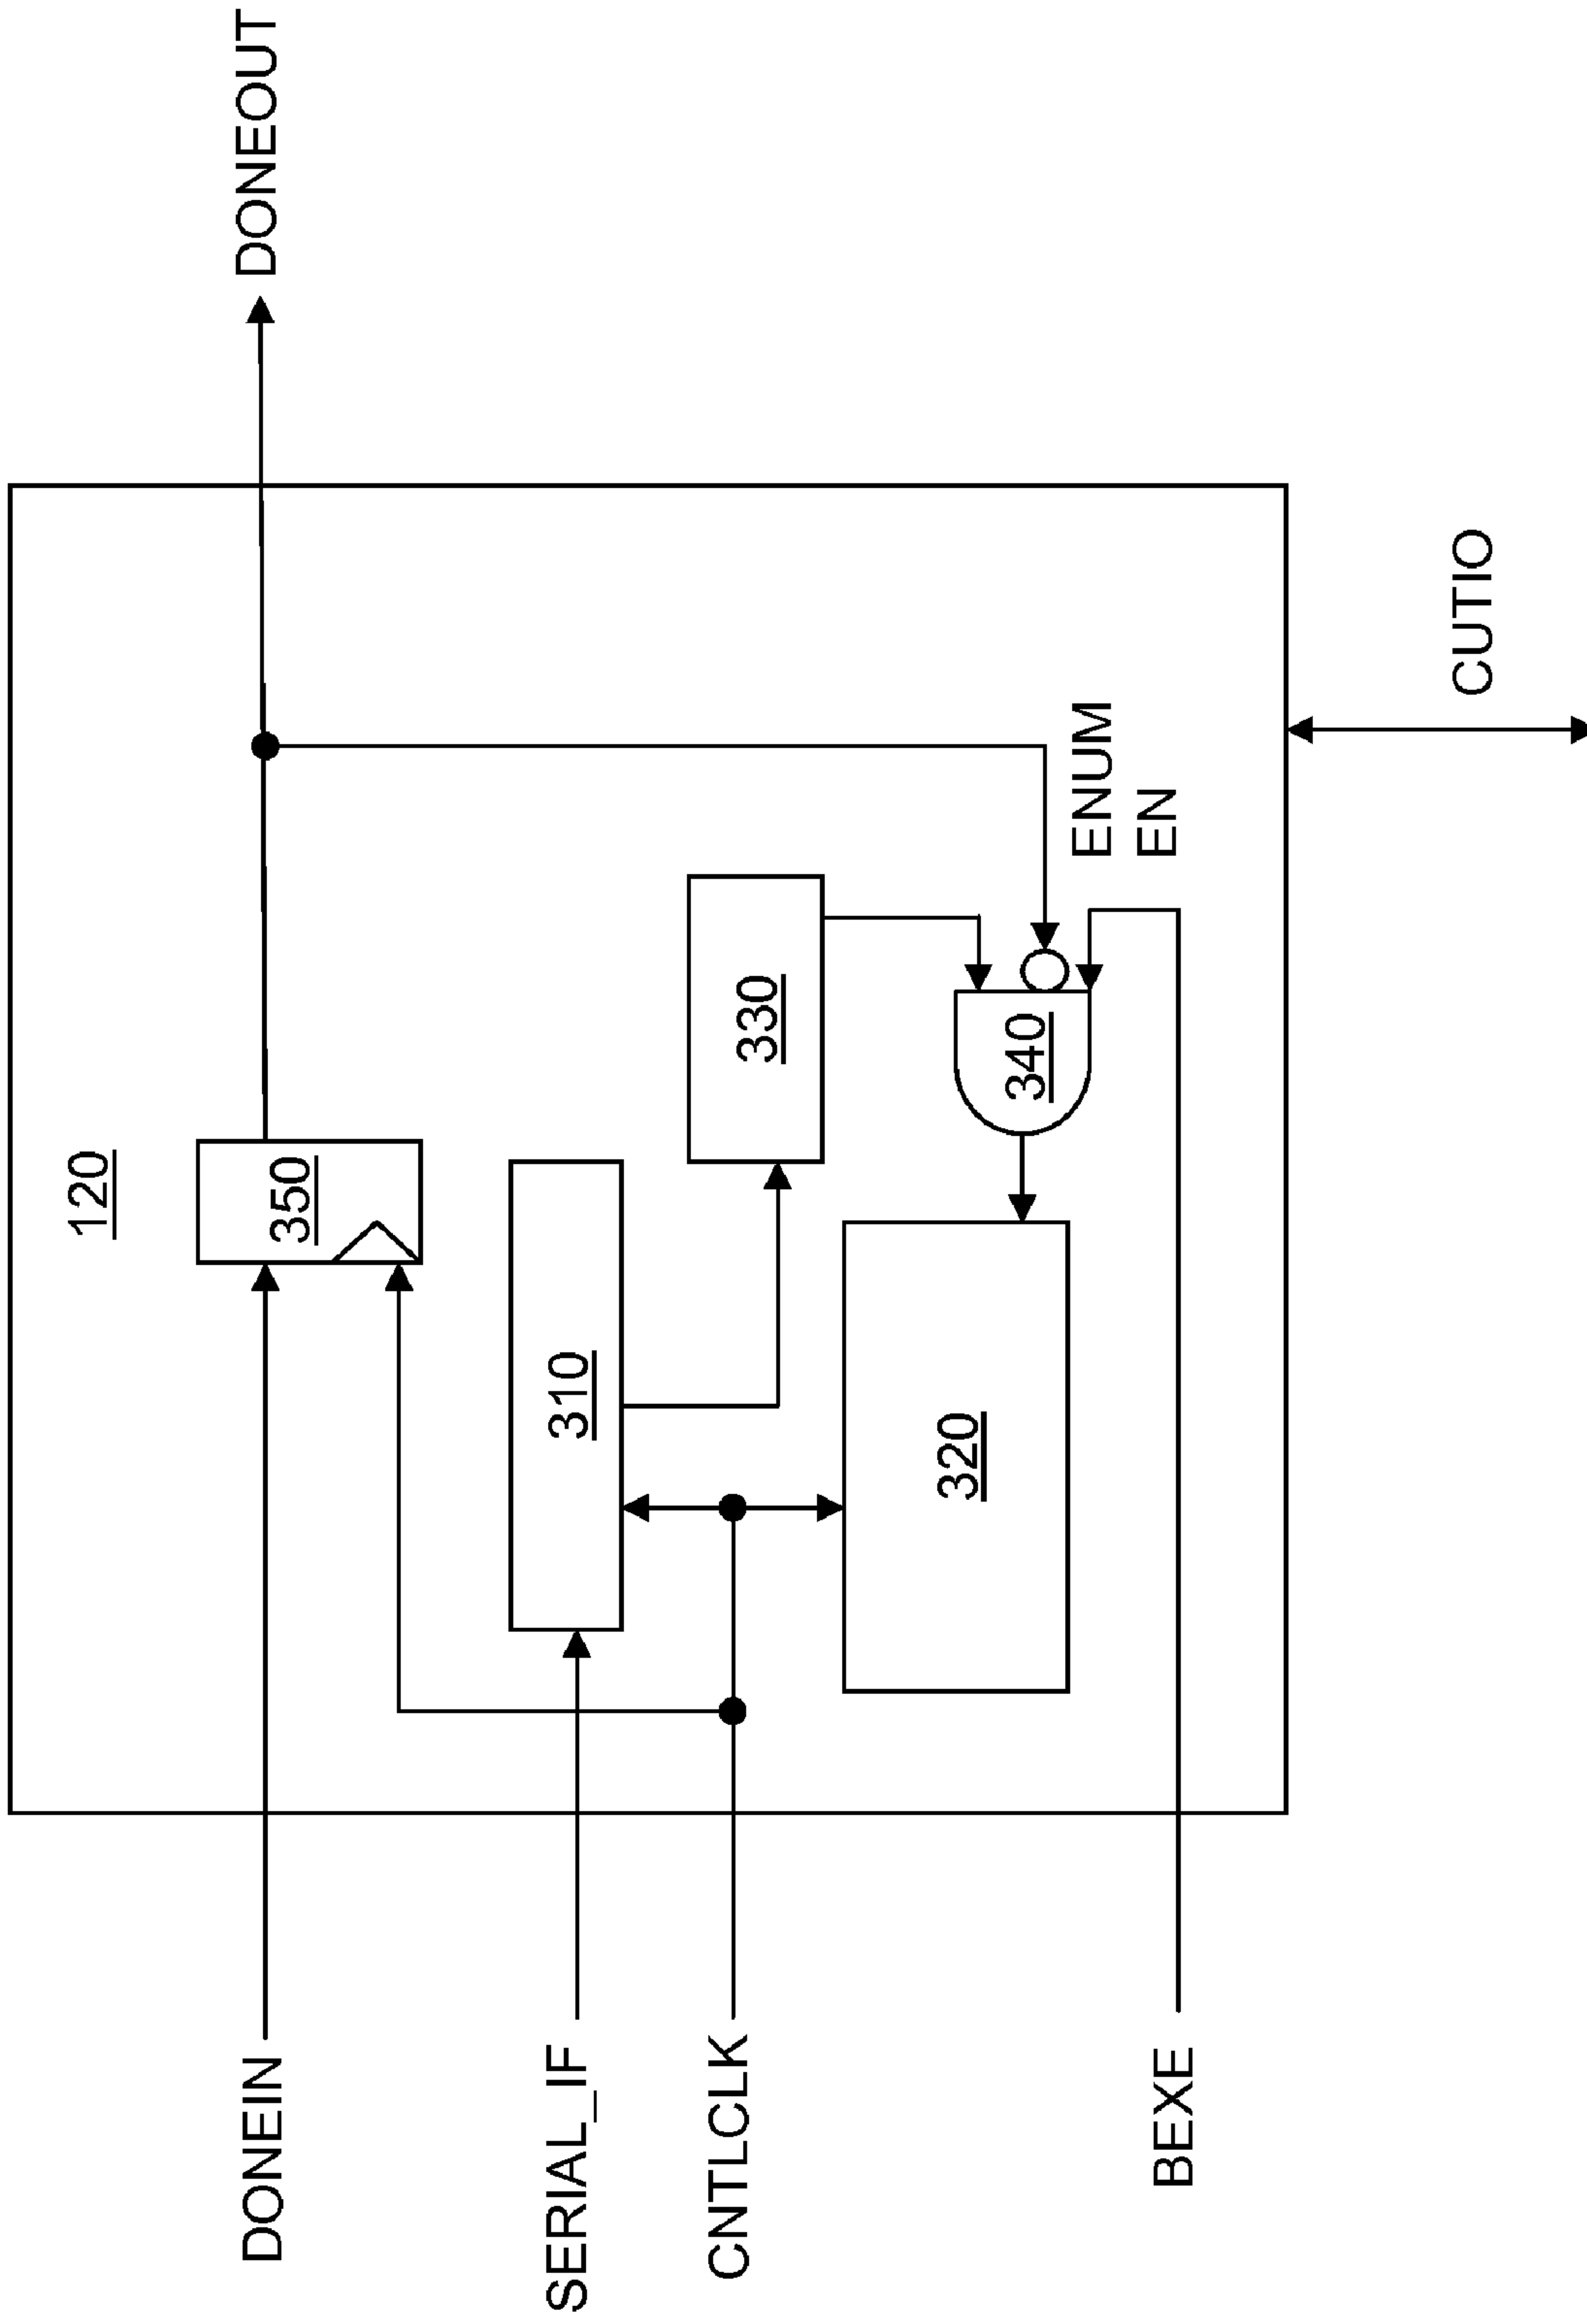 120
DONEIN
350
DONEOUT
SERIAL_IF
310
CNTLCLK
330
320
340
ENUM
EN
BEXE
CUTIO